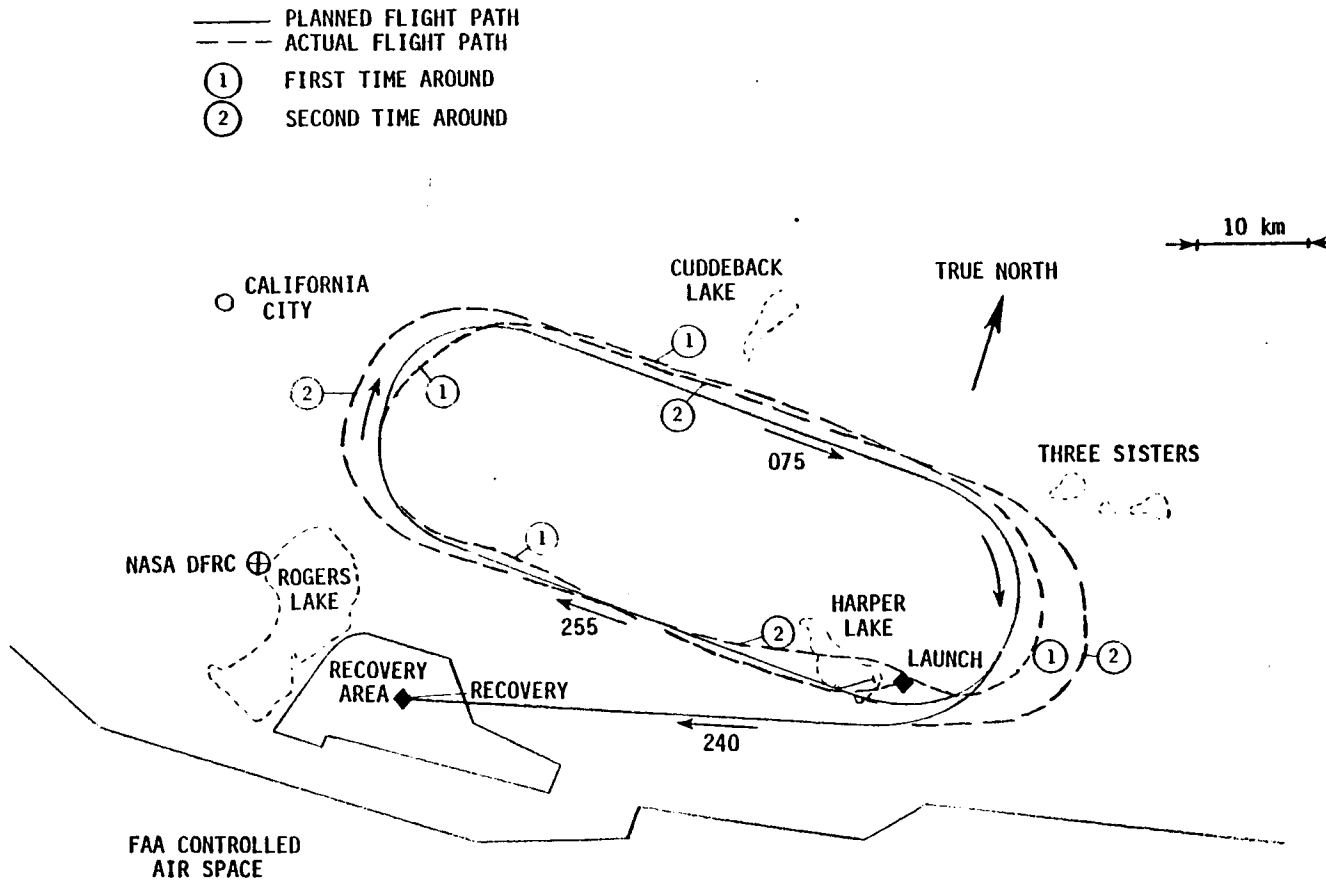 PLANNED FLIGHT PATH
ACTUAL FLIGHT PATH
1 FIRST TIME AROUND
2 SECOND TIME AROUND
10 km
CUDDEBACK
LAKE
TRUE NORTH
CALIFORNIA
CITY
1
2
1
2
075
THREE SISTERS
1
NASA DFRC
ROGERS
LAKE
255
HARPER
LAKE
2
LAUNCH
1
2
RECOVERY
AREA
RECOVERY
240
FAA CONTROLLED
AIR SPACE